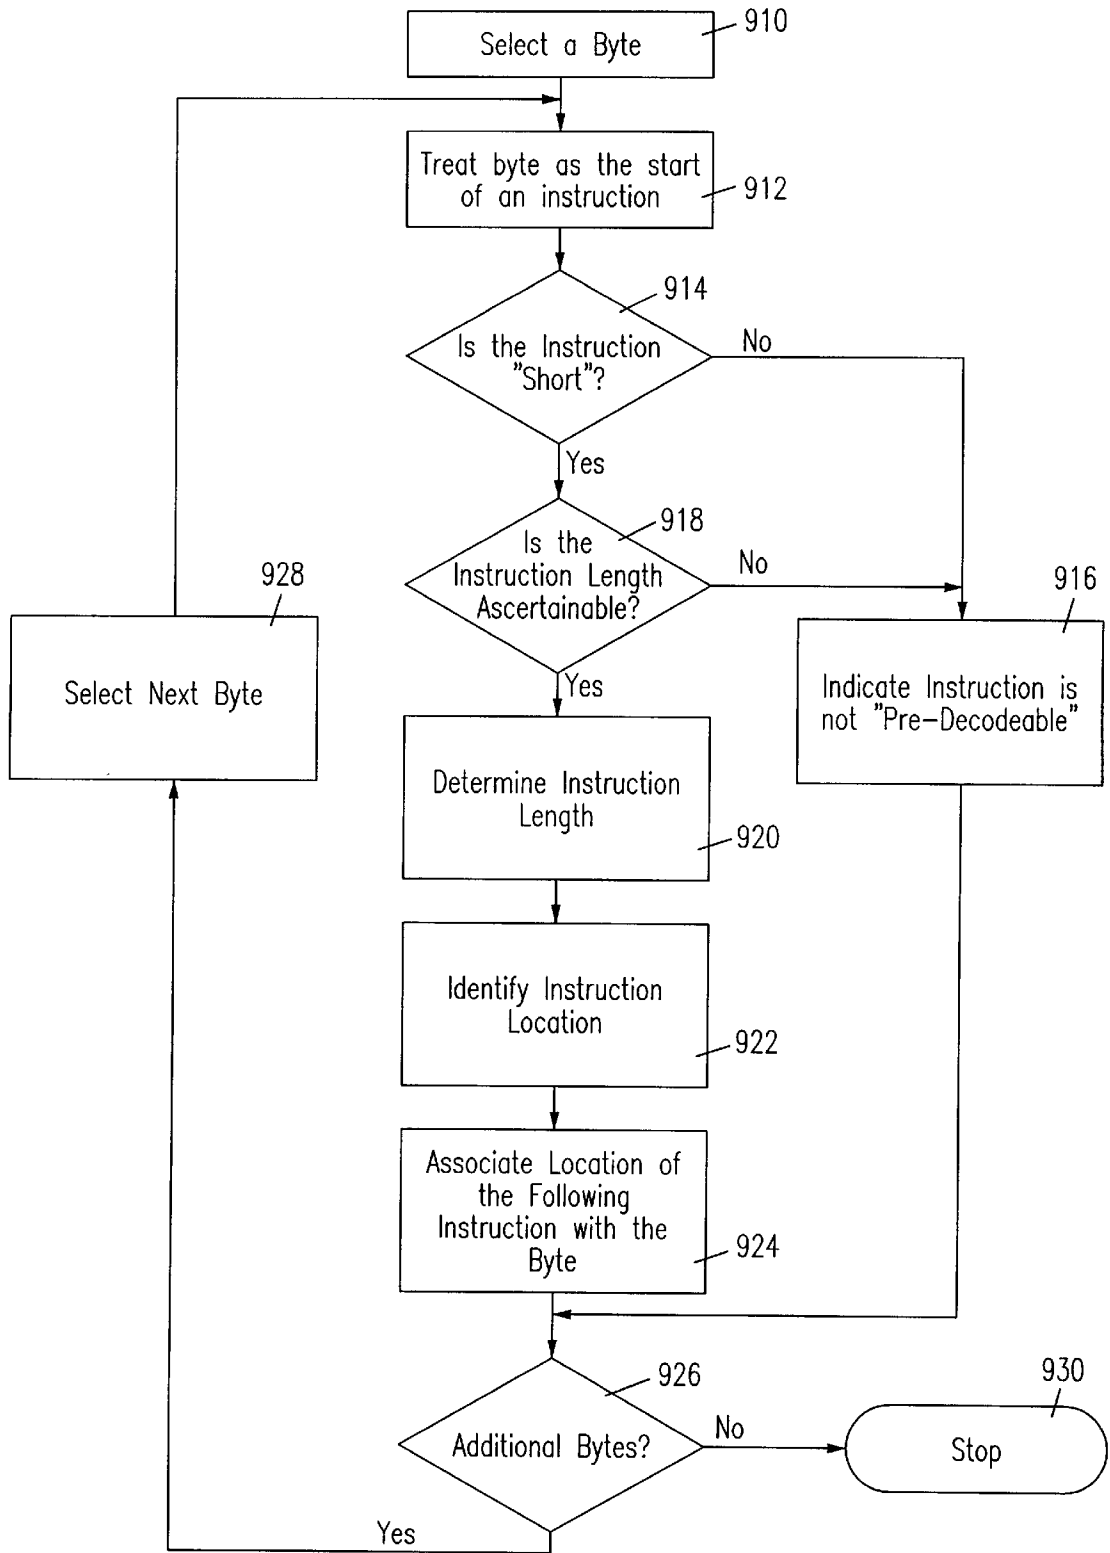 910
Select a Byte
Treat byte as the start
of an instruction
912
914
Is the Instruction
"Short"?
No
Yes
918
Is the
Instruction Length
Ascertainable?
No
928
916
Select Next Byte
Yes
Indicate Instruction is
not "Pre-Decodeable"
Determine Instruction
Length
920
Identify Instruction
Location
922
Associate Location of
the Following
Instruction with the
Byte
924
926
930
Additional Bytes?
No
Stop
Yes